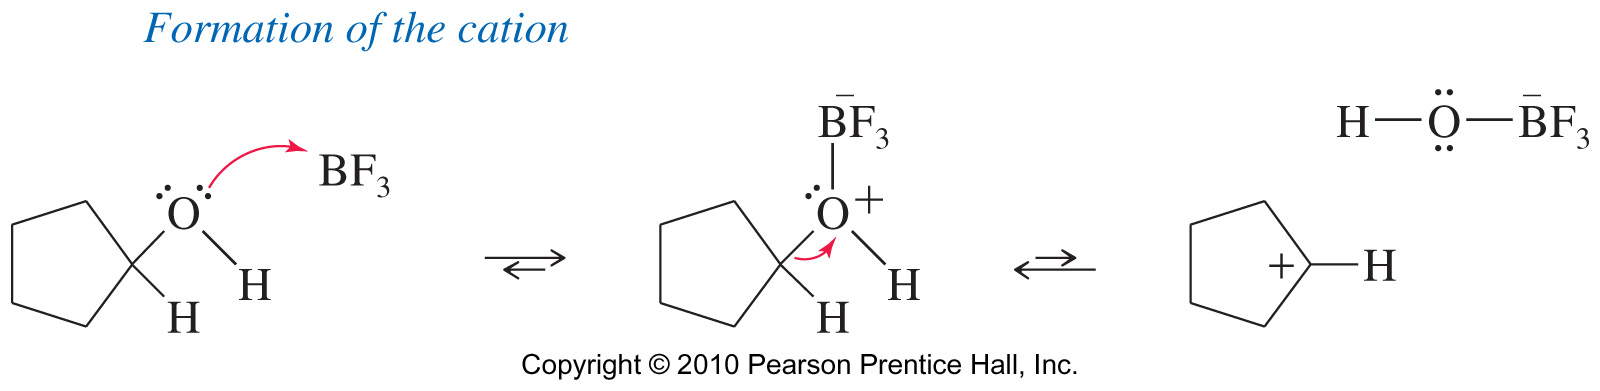 Formation of the cation
BF3
O
H
H
BF3
O+
H
H
H—O—BF3
+
H
Copyright © 2010 Pearson Prentice Hall, Inc.